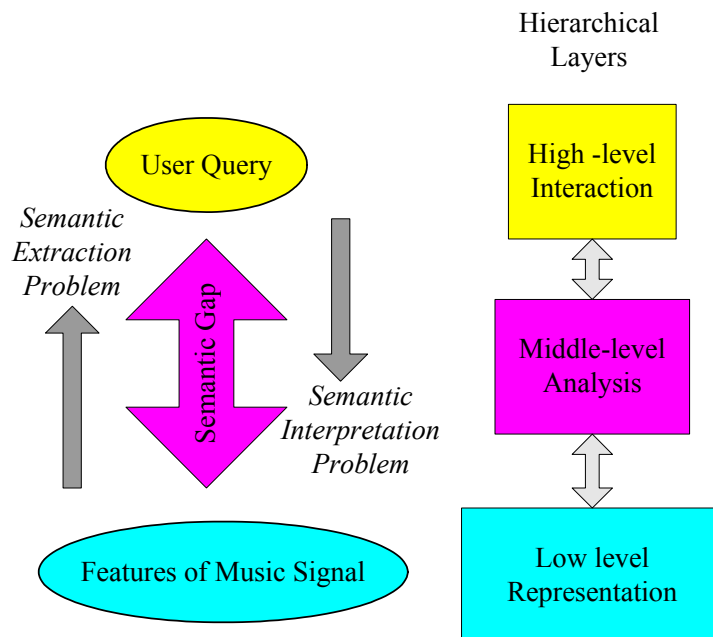 Hierarchical
Layers
User Query
High -level
Interaction
Semantic
Extraction
Problem
Semantic Gap
Middle-level
Analysis
Semantic
Interpretation
Problem
Features of Music Signal
Low level
Representation